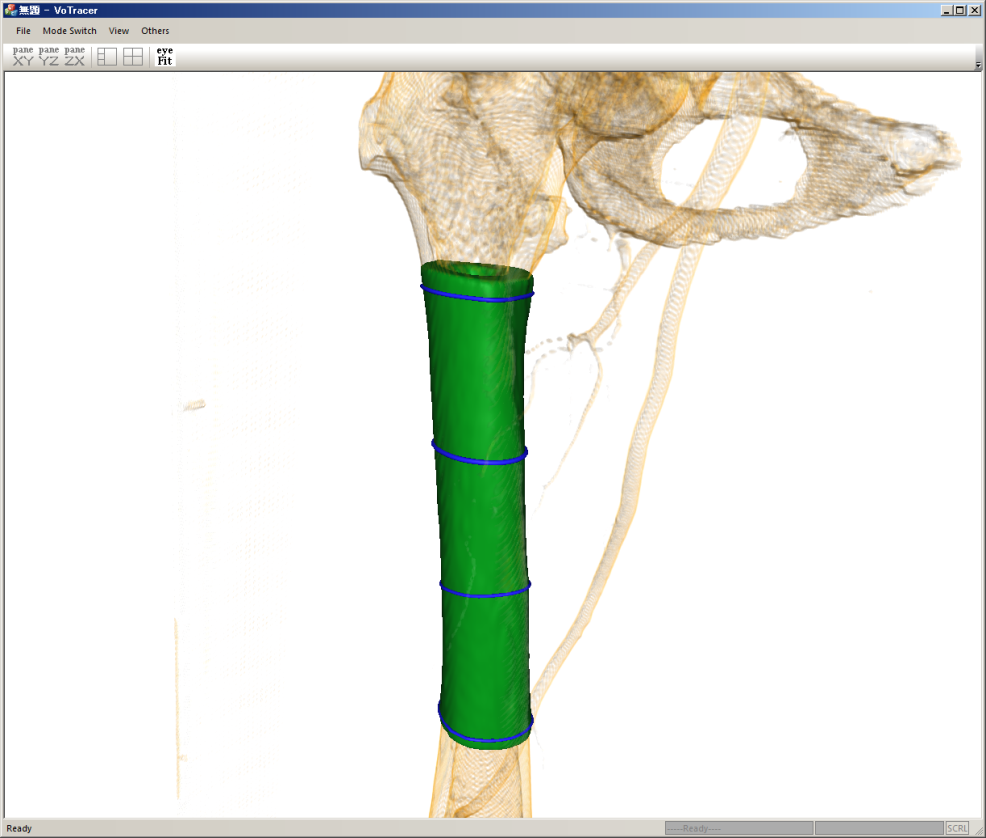 無題 - VoTracer
File Mode Switch View Others
pane XY pane YZ pane ZX eye Fit
Ready ----Ready---- SCRL